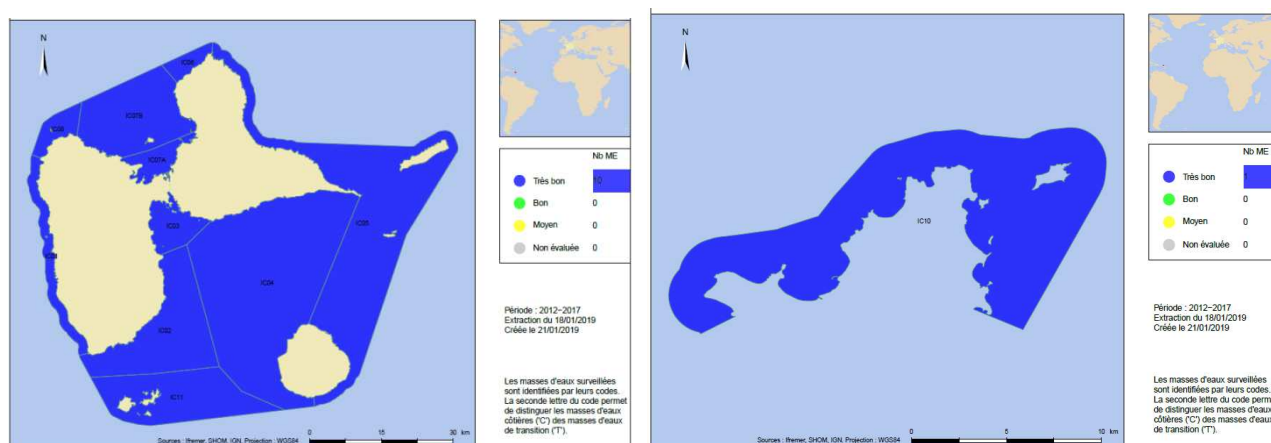 N
IC06
IC07B
IC08
IC07A
IC03
IC05
IC04
IC02
IC11
Sources : Ifremer, SHOM, IGN. Projection : WGS84
0 15 30 km
Nb ME
Très bon 10
Bon 0
Moyen 0
Non évaluée 0
Période : 2012-2017
Extraction du 18/01/2019
Créée le 21/01/2019
Les masses d'eaux surveillées
sont identifiées par leurs codes.
La seconde lettre du code permet
de distinguer les masses d'eaux
côtières ('C') des masses d'eaux
de transition ('T').
N
IC10
Sources : Ifremer, SHOM, IGN. Projection : WGS84
0 5 10 km
Nb ME
Très bon 1
Bon 0
Moyen 0
Non évaluée 0
Période : 2012-2017
Extraction du 18/01/2019
Créée le 21/01/2019
Les masses d'eaux surveillées
sont identifiées par leurs codes.
La seconde lettre du code perm
de distinguer les masses d'eaux
côtières ('C') des masses d'eaux
de transition ('T').